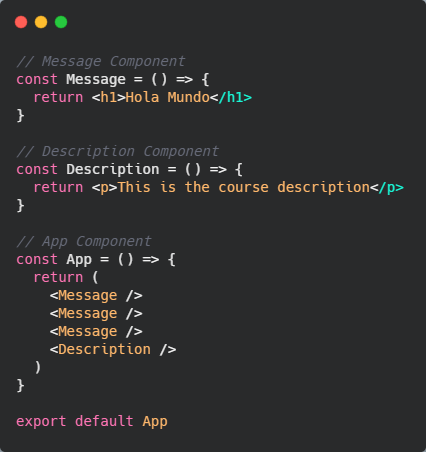 // Message Component
const Message = () => {
  return <h1>Hola Mundo</h1>
}

// Description Component
const Description = () => {
  return <p>This is the course description</p>
}

// App Component
const App = () => {
  return (
    <Message />
    <Message />
    <Message />
    <Description />
  )
}

export default App